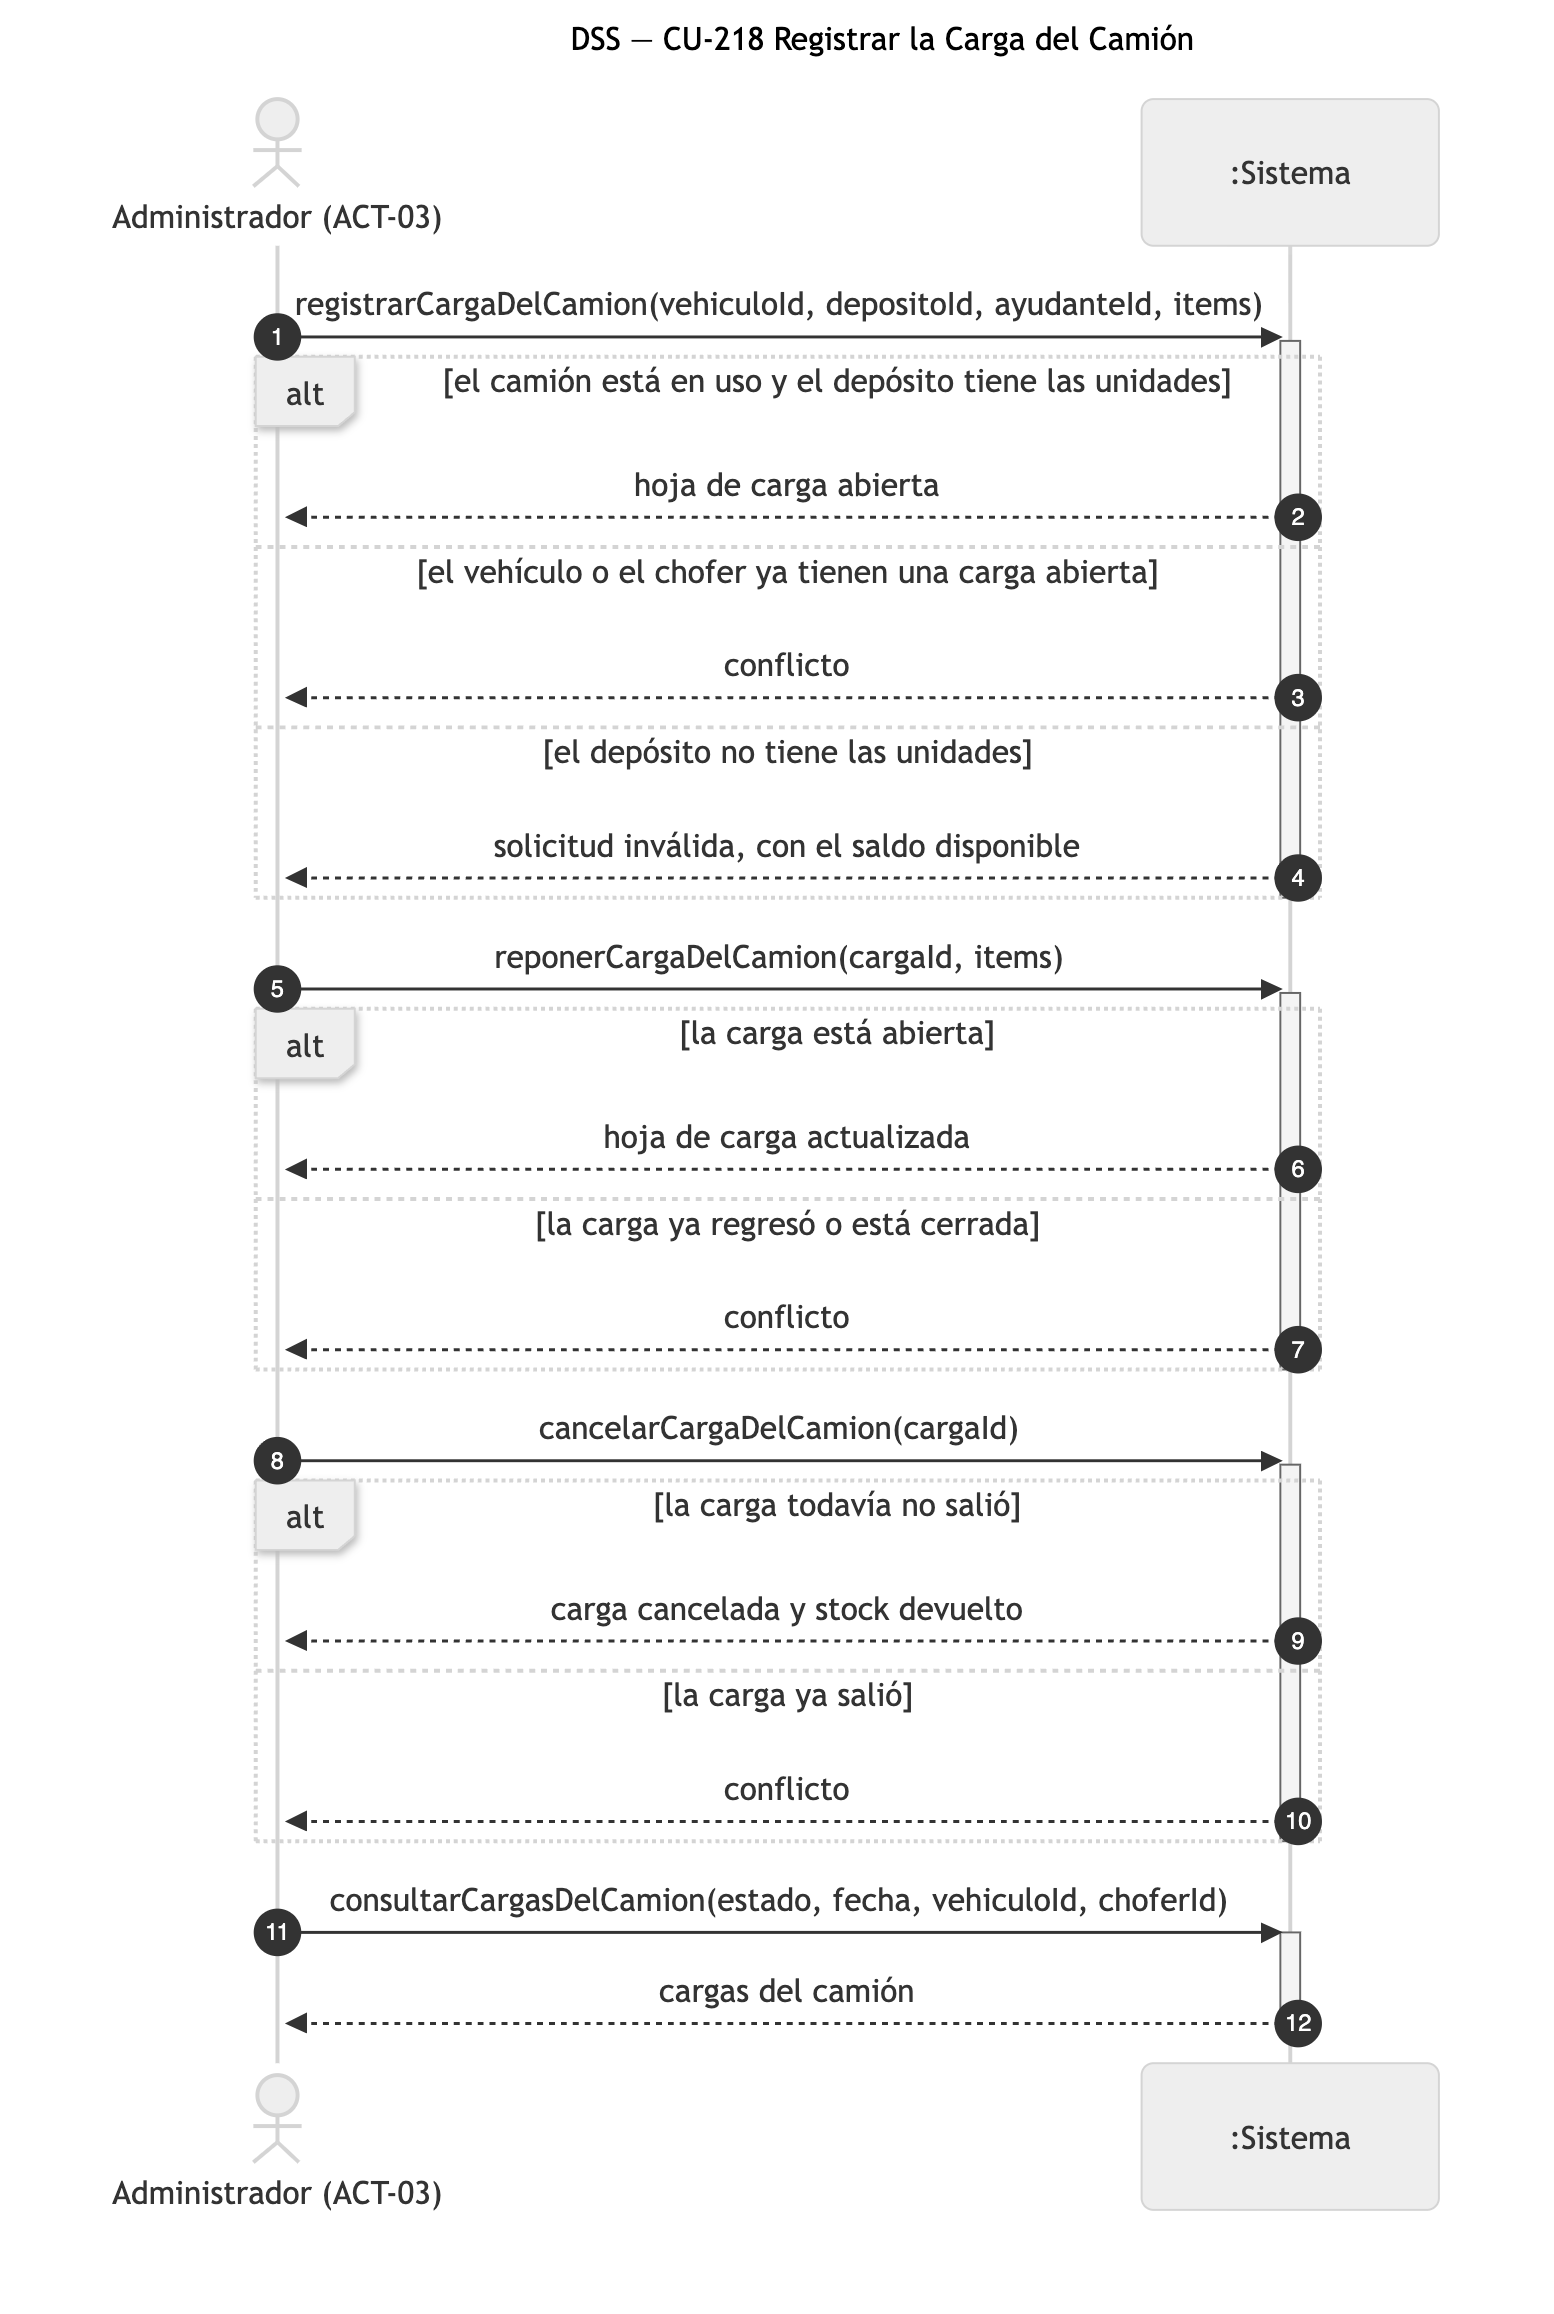 DSS — CU-218 Registrar la Carga del Camión
Administrador (ACT-03)
:Sistema
registrarCargaDelCamion(vehiculoId, depositoId, ayudanteId, items)
1
alt
[el camión está en uso y el depósito tiene las unidades]
hoja de carga abierta
2
[el vehículo o el chofer ya tienen una carga abierta]
conflicto
3
[el depósito no tiene las unidades]
solicitud inválida, con el saldo disponible
4
reponerCargaDelCamion(cargaId, items)
5
alt
[la carga está abierta]
hoja de carga actualizada
6
[la carga ya regresó o está cerrada]
conflicto
7
cancelarCargaDelCamion(cargaId)
8
alt
[la carga todavía no salió]
carga cancelada y stock devuelto
9
[la carga ya salió]
conflicto
10
consultarCargasDelCamion(estado, fecha, vehiculoId, choferId)
11
cargas del camión
12
Administrador (ACT-03)
:Sistema